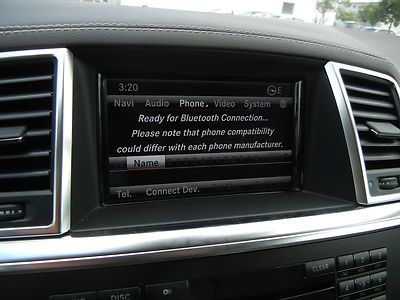 3:20 E
Navi Audio Phone Video System
Ready for Bluetooth Connection...
Please note that phone compatibility
could differ with each phone manufacturer.
Name
Tel. Connect Dev.
CLEAR
DISC